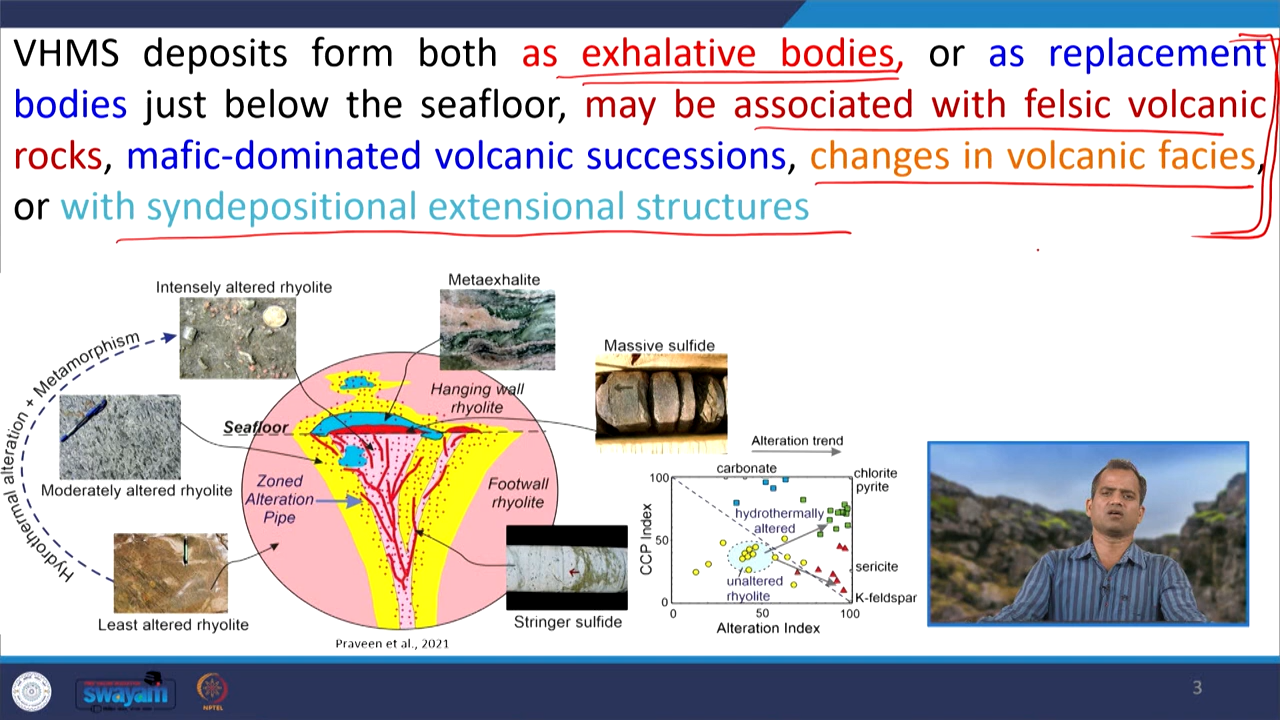 VHMS deposits form both as exhalative bodies, or as replacement
bodies just below the seafloor, may be associated with felsic volcanic
rocks, mafic-dominated volcanic successions, changes in volcanic facies,
or with syndepositional extensional structures
Hydrothermal alteration + Metamorphism
Intensely altered rhyolite
Metaexhalite
Massive sulfide
Hanging wall
rhyolite
Seafloor
Moderately altered rhyolite
Zoned
Alteration
Pipe
Footwall
rhyolite
Least altered rhyolite
Stringer sulfide
Praveen et al., 2021
Alteration trend
carbonate
chlorite
pyrite
100
hydrothermally
altered
CCP Index
50
sericite
unaltered
rhyolite
K-feldspar
0
0
50
100
Alteration Index
swayam
NPTEL
3